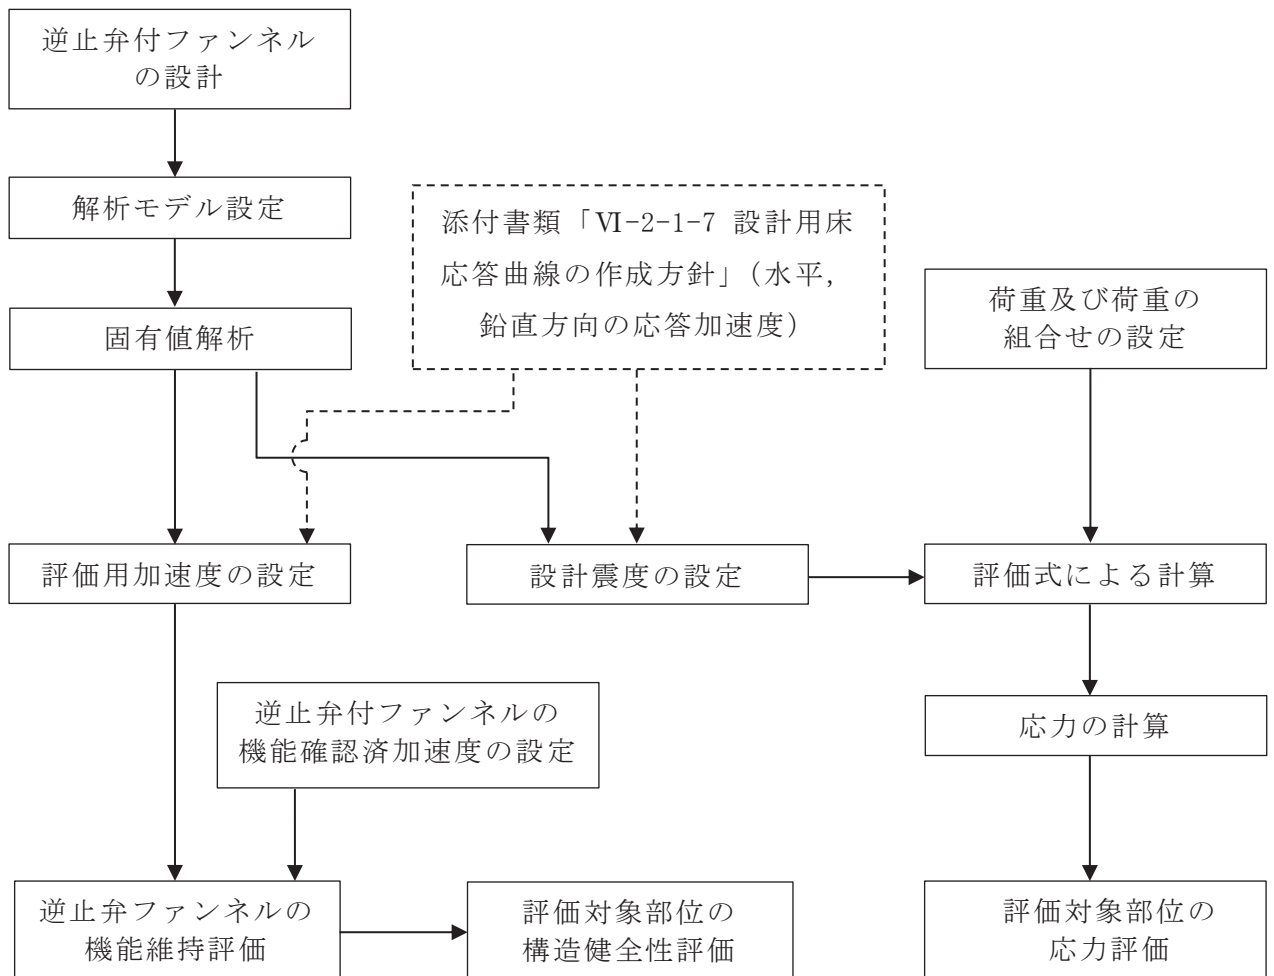 逆止弁付ファンネル
の設計
解析モデル設定
固有値解析
添付書類「Ⅵ-2-1-7 設計用床
応答曲線の作成方針」（水平，
鉛直方向の応答加速度）
荷重及び荷重の
組合せの設定
評価用加速度の設定
設計震度の設定
評価式による計算
逆止弁付ファンネルの
機能確認済加速度の設定
応力の計算
逆止弁ファンネルの
機能維持評価
評価対象部位の
構造健全性評価
評価対象部位の
応力評価